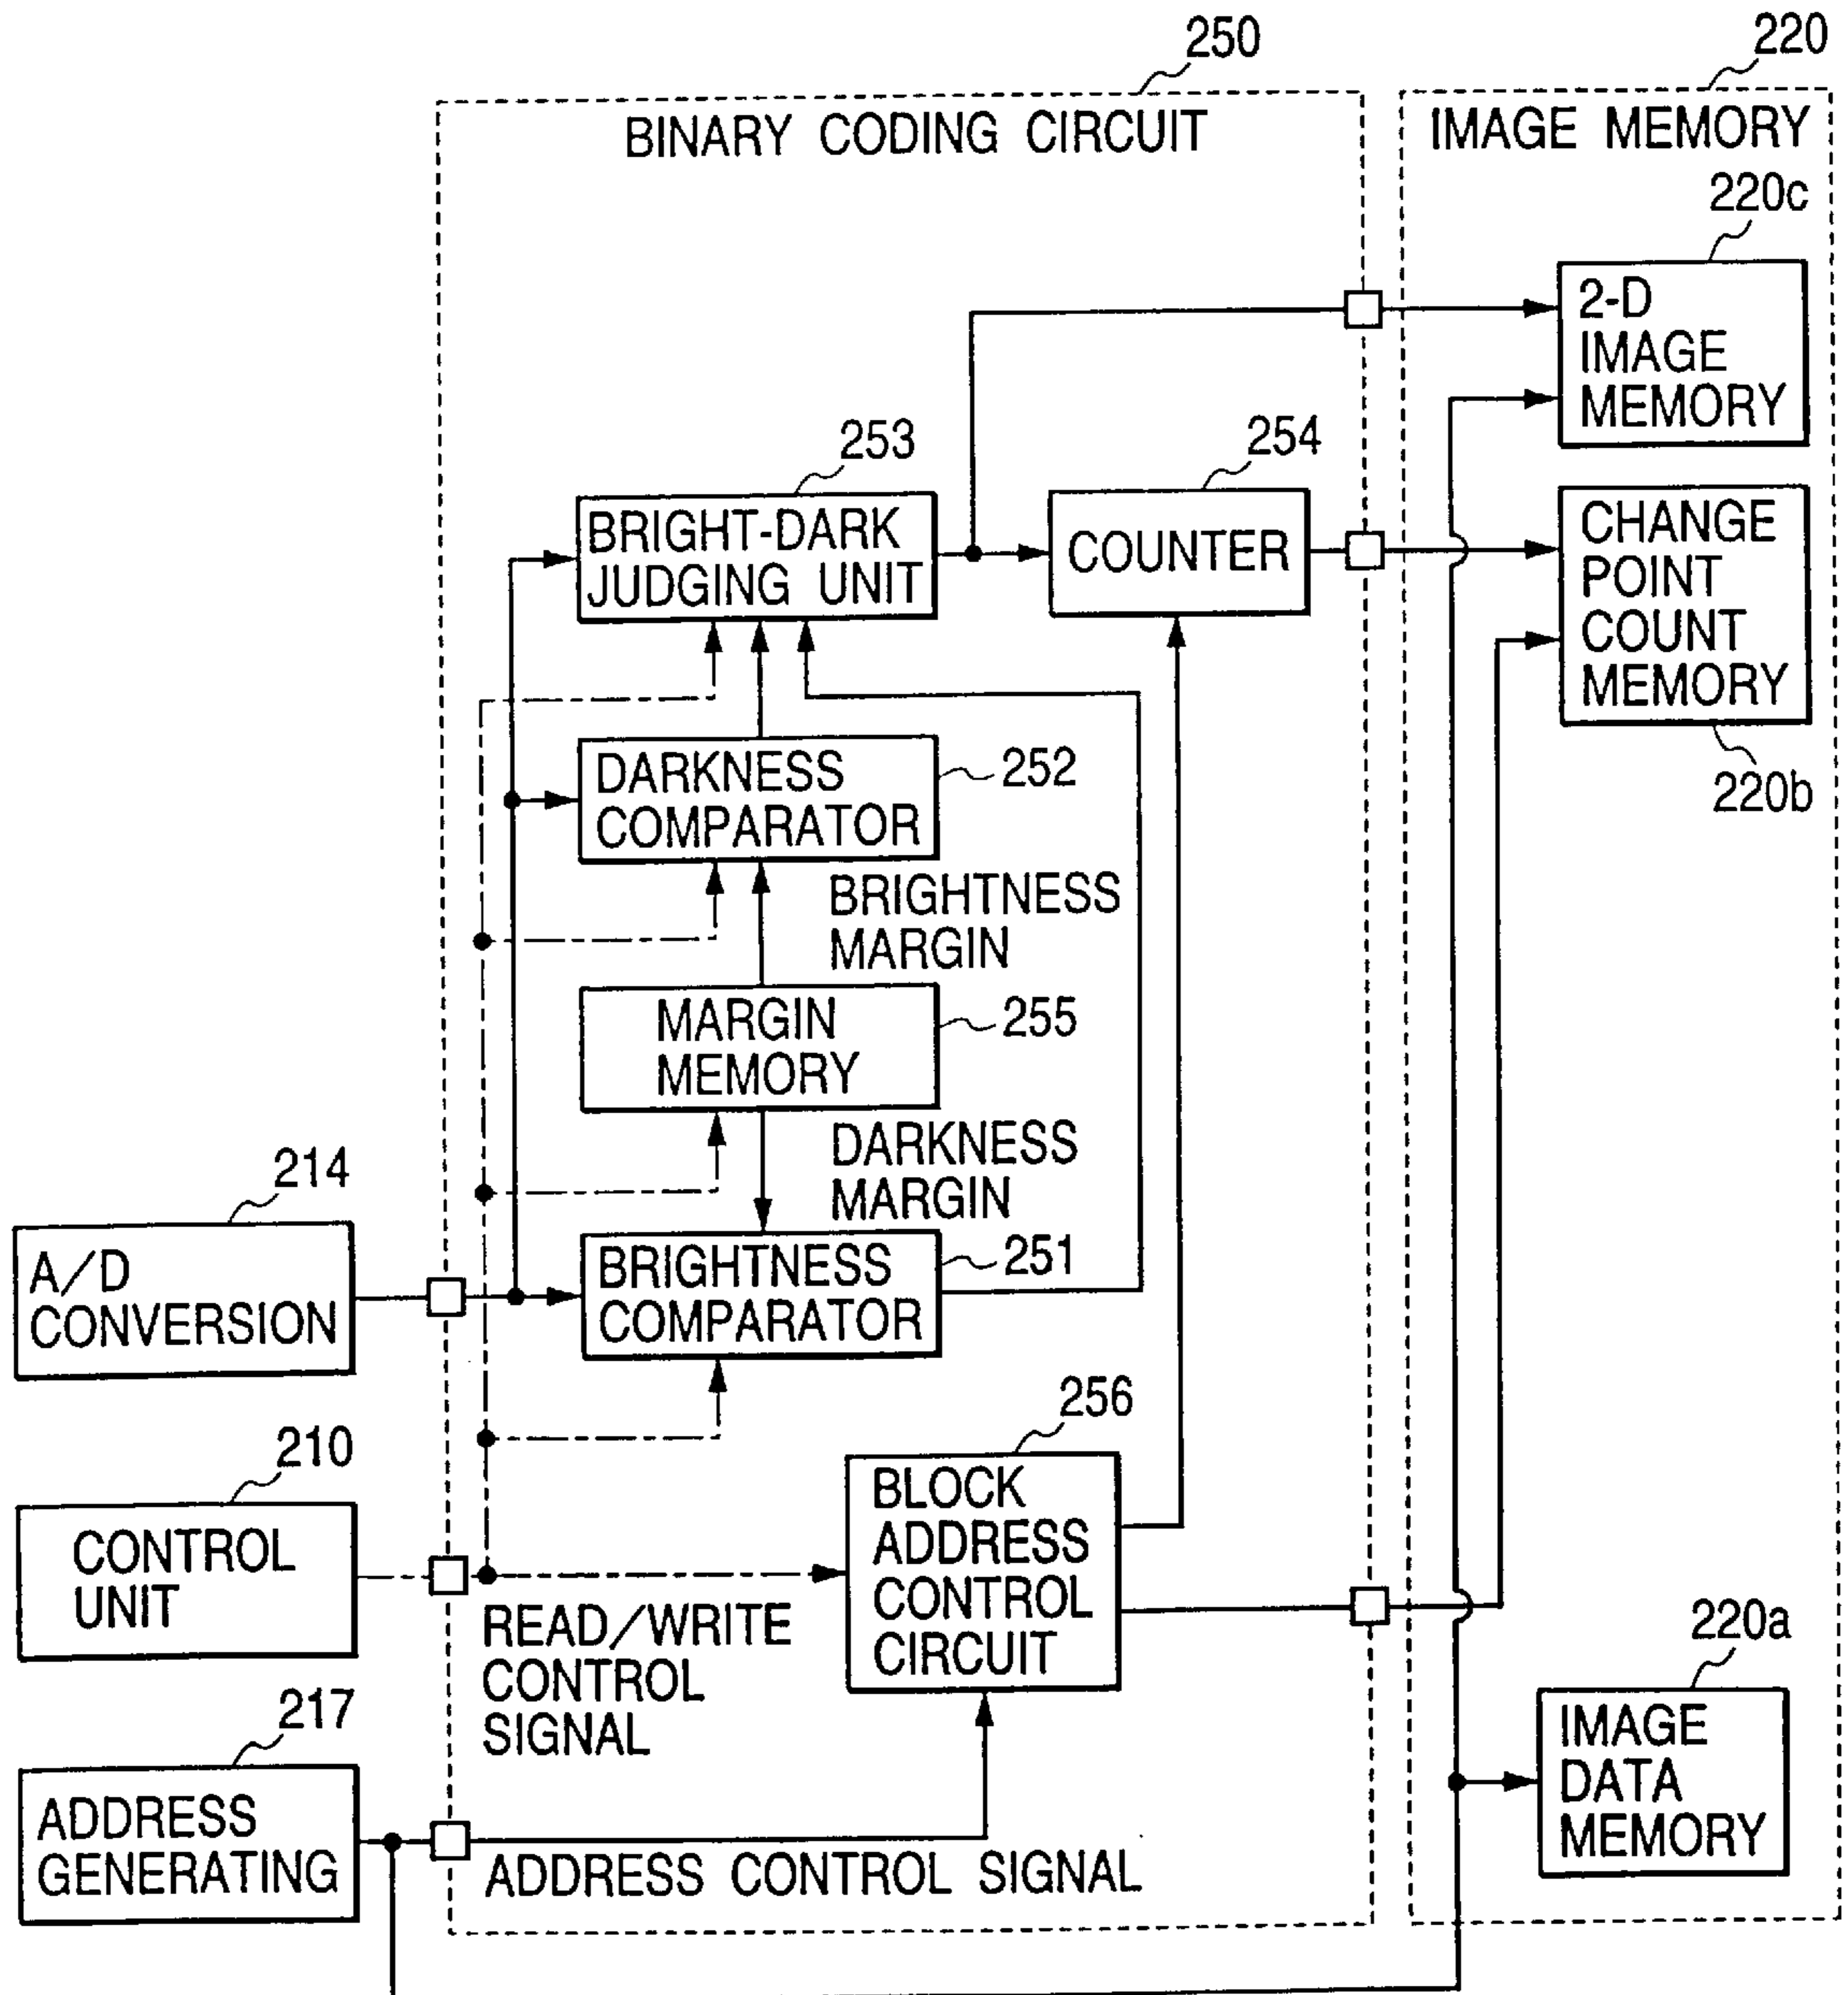 250
220
BINARY CODING CIRCUIT
IMAGE MEMORY
220c
2-D
IMAGE
MEMORY
253
254
BRIGHT-DARK
JUDGING UNIT
COUNTER
CHANGE
POINT
COUNT
MEMORY
220b
DARKNESS
COMPARATOR
252
BRIGHTNESS
MARGIN
MARGIN
MEMORY
255
DARKNESS
MARGIN
214
A/D
CONVERSION
BRIGHTNESS
COMPARATOR
251
256
210
CONTROL
UNIT
BLOCK
ADDRESS
CONTROL
CIRCUIT
READ/WRITE
CONTROL
SIGNAL
220a
IMAGE
DATA
MEMORY
217
ADDRESS
GENERATING
ADDRESS CONTROL SIGNAL